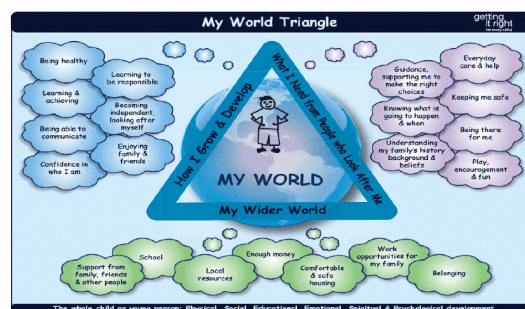 My World Triangle
getting
it right
for every child
Being healthy
Learning to
be responsible
Learning &
achieving
Becoming
independent,
looking after
myself
Being able to
communicate
Enjoying
family &
friends
Confidence in
who I am
How I Grow & Develop
What I Need from People who Look After Me
MY WORLD
My Wider World
Everyday
care & help
Guidance,
supporting me to
make the right
choices
Keeping me safe
Knowing what is
going to happen
& when
Being there
for me
Understanding
my family's history
background &
beliefs
Play,
encouragement
& fun
Support from
family, friends
& other people
School
Local
resources
Enough money
Comfortable
& safe
housing
Work
opportunities for
my family
Belonging
The whole child or young person: Physical, Social, Educational, Emotional, Spiritual & Psychological development